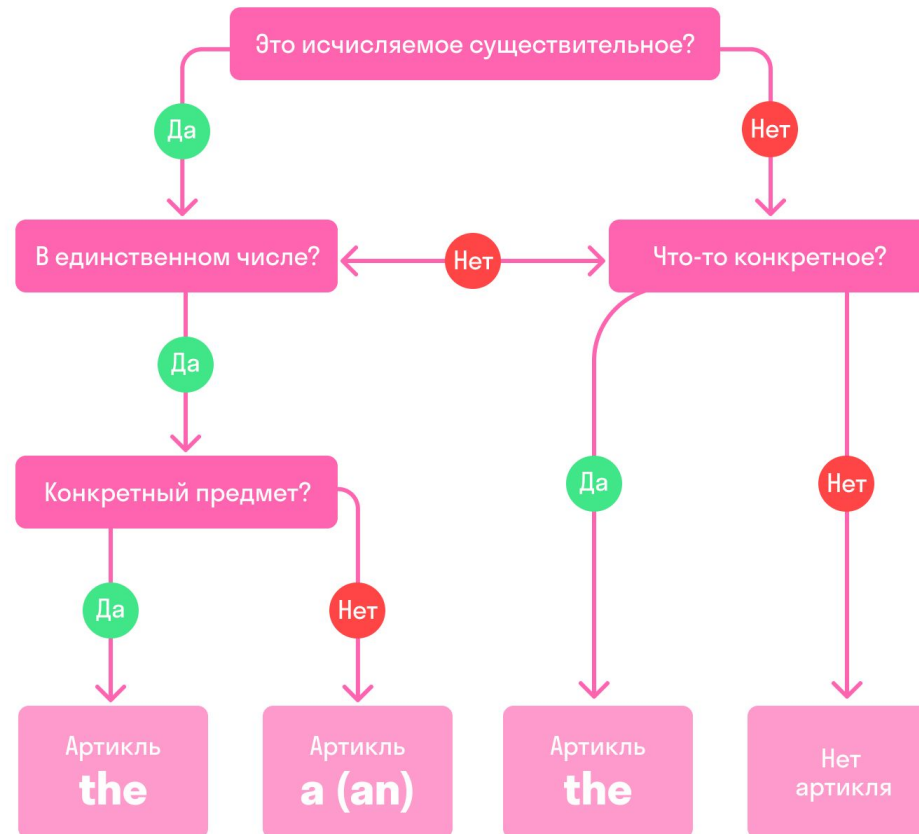 Это исчисляемое существительное?
Да
Нет
В единственном числе?
Нет
Что-то конкретное?
Да
Конкретный предмет?
Да
Нет
Да
Нет
Артикль
the
Артикль
a (an)
Артикль
the
Нет
артикля